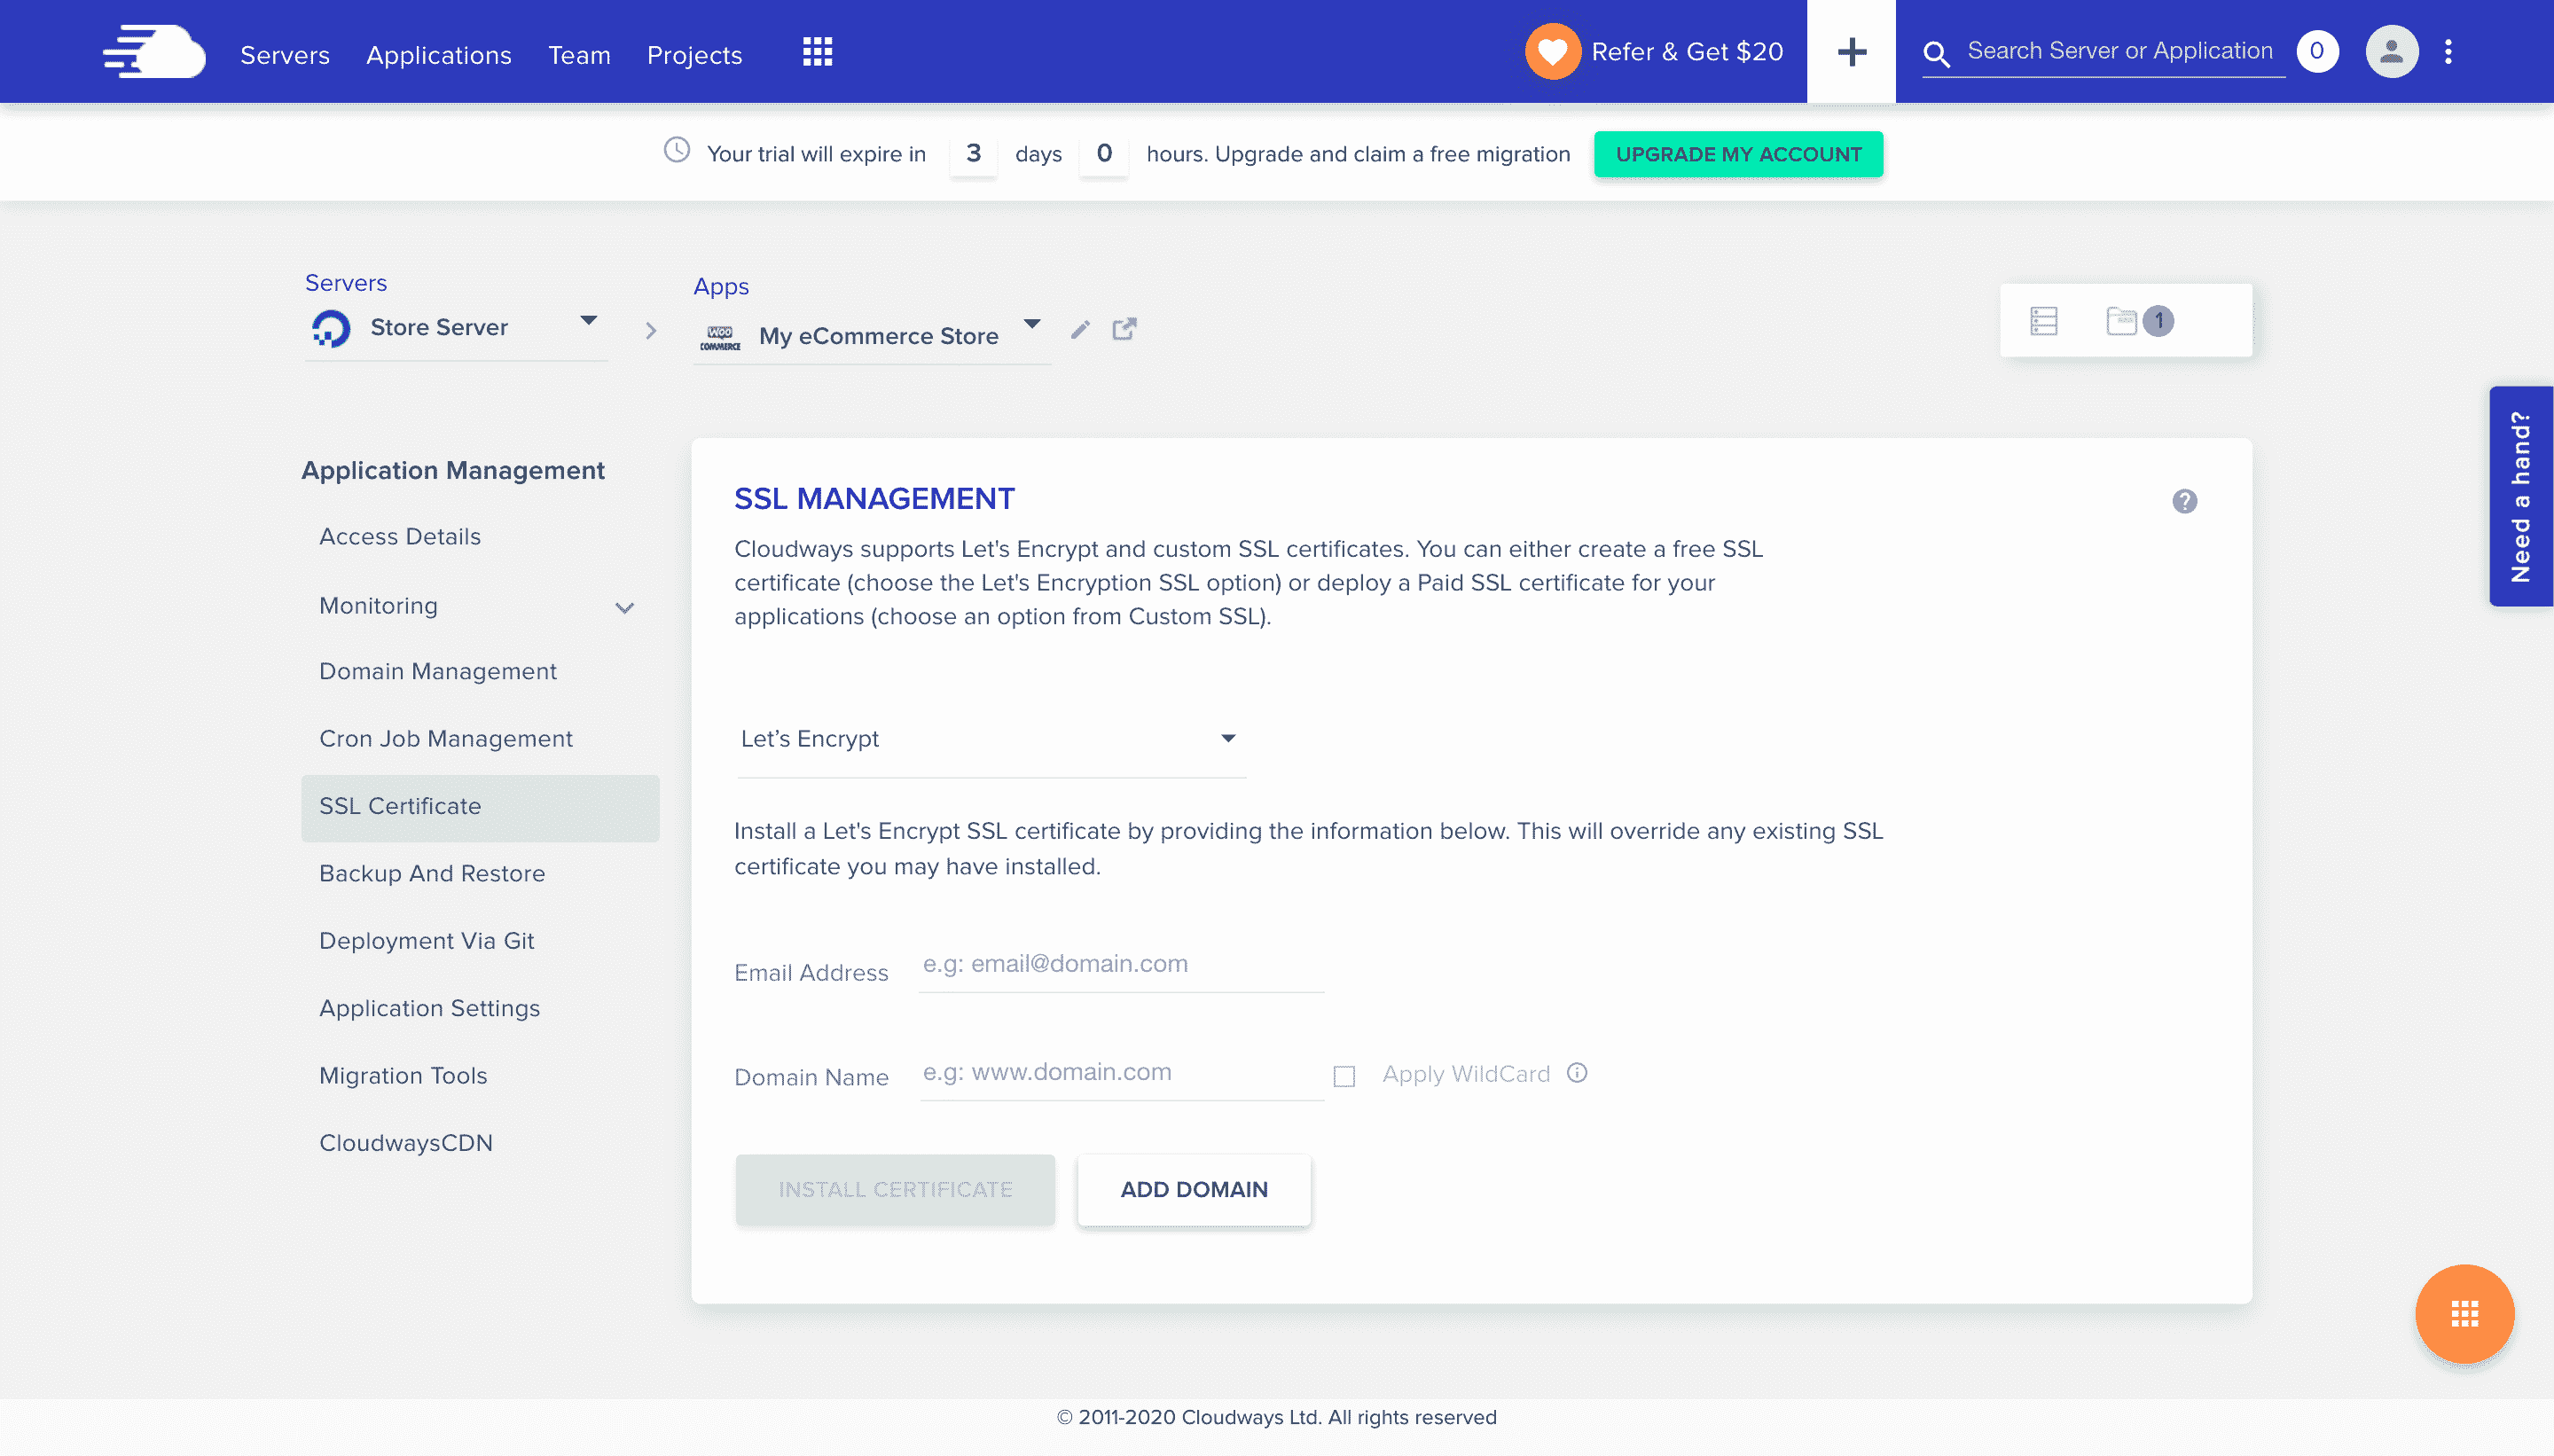 Servers Applications Team Projects Refer & Get $20 + Search Server or Application 0
Your trial will expire in 3 days 0 hours. Upgrade and claim a free migration UPGRADE MY ACCOUNT
Servers
Store Server
Apps
WOO COMMERCE
My eCommerce Store
1
Need a hand?
Application Management
Access Details
Monitoring
Domain Management
Cron Job Management
SSL Certificate
Backup And Restore
Deployment Via Git
Application Settings
Migration Tools
CloudwaysCDN
SSL MANAGEMENT
?
Cloudways supports Let's Encrypt and custom SSL certificates. You can either create a free SSL
certificate (choose the Let's Encryption SSL option) or deploy a Paid SSL certificate for your
applications (choose an option from Custom SSL).
Let’s Encrypt
Install a Let's Encrypt SSL certificate by providing the information below. This will override any existing SSL
certificate you may have installed.
Email Address e.g: email@domain.com
Domain Name e.g: www.domain.com Apply WildCard
INSTALL CERTIFICATE ADD DOMAIN
© 2011-2020 Cloudways Ltd. All rights reserved